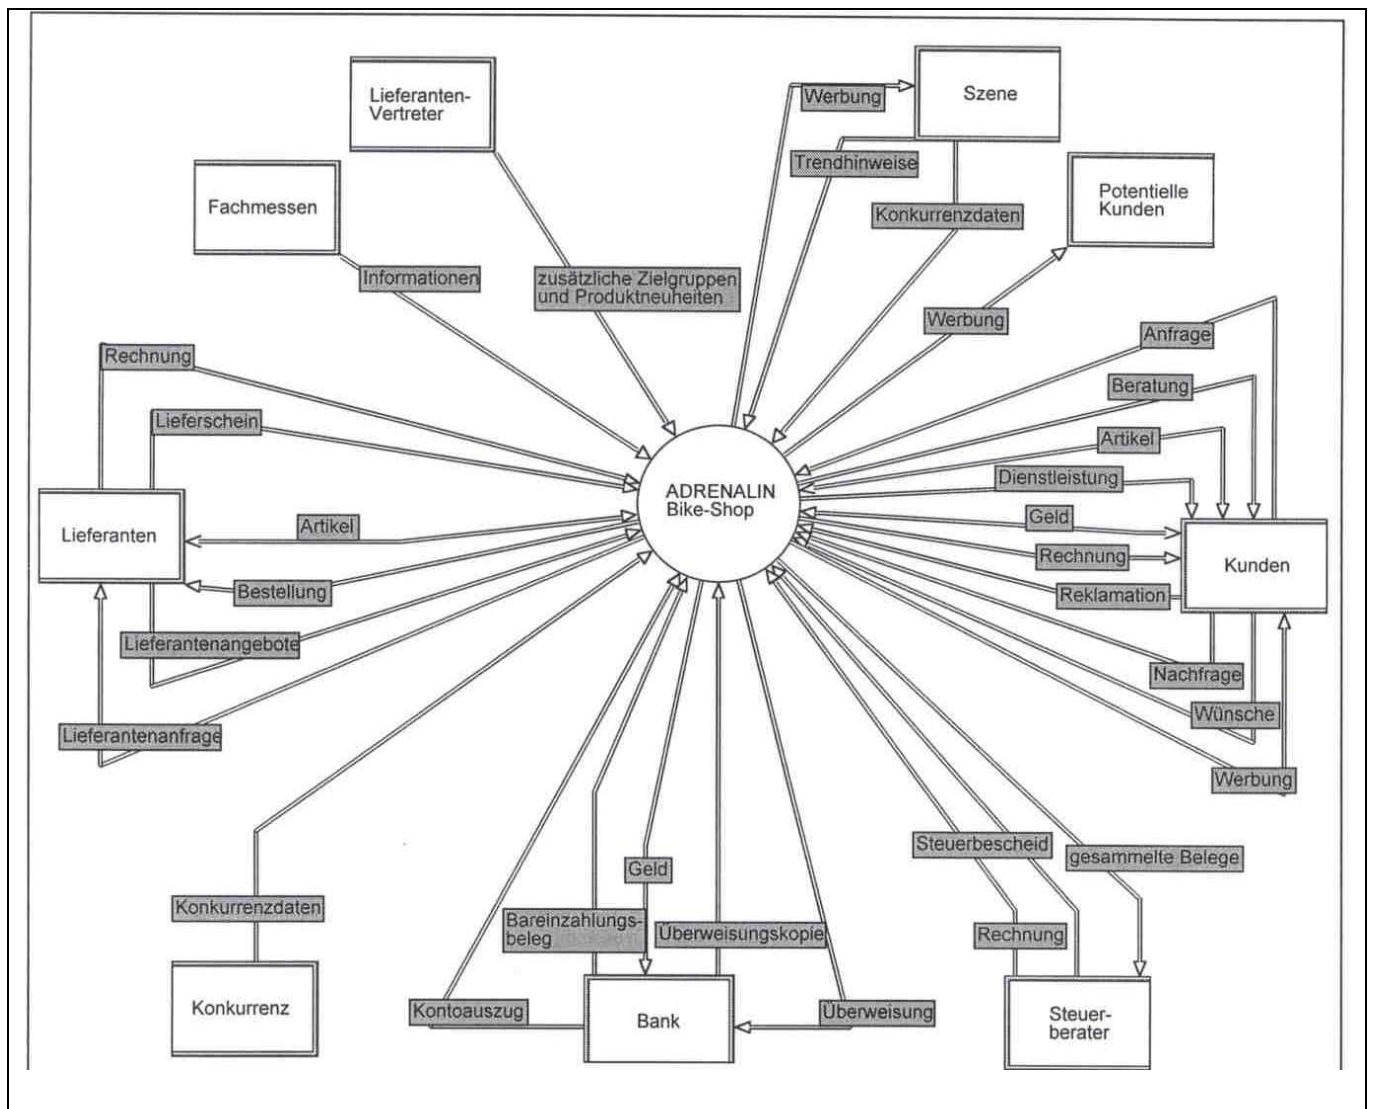 Lieferanten-
Vertreter
Szene
Werbung
Trendhinweise
Fachmessen
Potentielle
Kunden
Konkurrenzdaten
Informationen
zusätzliche Zielgruppen
und Produktneuheiten
Werbung
Anfrage
Rechnung
Beratung
Lieferschein
Artikel
Dienstleistung
ADRENALIN
Bike-Shop
Lieferanten
Artikel
Geld
Rechnung
Kunden
Bestellung
Reklamation
Lieferantenangebote
Nachfrage
Wünsche
Lieferantenanfrage
Werbung
Steuerbescheid
gesammelte Belege
Geld
Konkurrenzdaten
Bareinzahlungs-
beleg
Überweisungskopie
Rechnung
Konkurrenz
Kontoauszug
Bank
Überweisung
Steuer-
berater